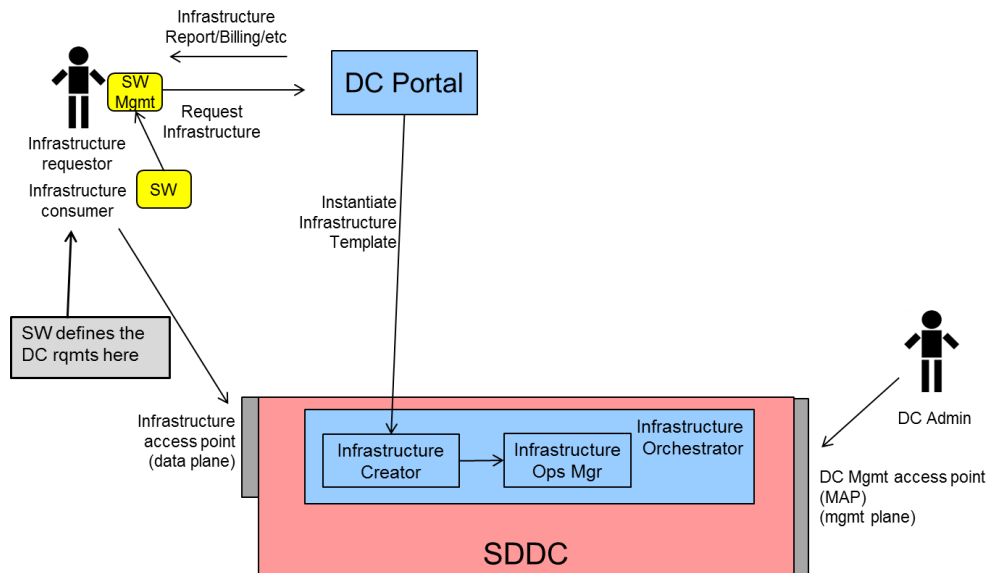 Infrastructure
Report/Billing/etc
DC Portal
SW
Mgmt
Request
Infrastructure
Infrastructure
requestor
SW
Infrastructure
consumer
Instantiate
Infrastructure
Template
SW defines the
DC rqmts here
DC Admin
Infrastructure
access point
(data plane)
Infrastructure
Orchestrator
Infrastructure
Creator
Infrastructure
Ops Mgr
DC Mgmt access point
(MAP)
(mgmt plane)
SDDC